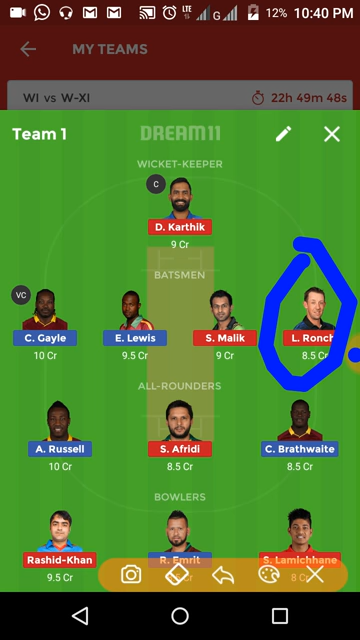 LTE
G
12% 10:40 PM
MY TEAMS
WI vs W-XI
22h 49m 48s
Team 1
DREAM11
WICKET-KEEPER
C
D. Karthik
9 Cr
BATSMEN
VC
C. Gayle
E. Lewis
S. Malik
L. Ronch
10 Cr
9.5 Cr
9 Cr
8.5 Cr
ALL-ROUNDERS
A. Russell
S. Afridi
C. Brathwaite
10 Cr
8.5 Cr
8.5 Cr
BOWLERS
Rashid-Khan
R. Emrit
S. Lamichhane
9.5 Cr
8 Cr